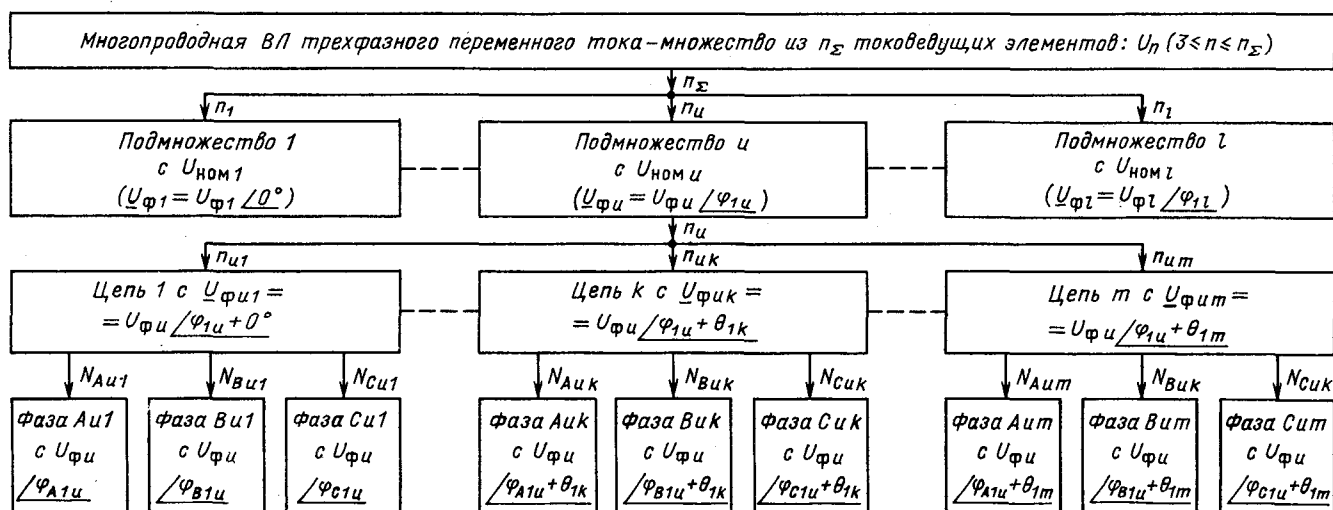 Многопроводная ВЛ трехфазного переменного тока–множество из n_Σ токоведущих элементов: U_n (3≤n≤n_Σ)
n_Σ
n_1 n_u n_l
Подмножество 1
с U_ном1
(U_ф1 = U_ф1 /0°)
Подмножество u
с U_номu
(U_фu = U_фu /φ_1u)
Подмножество l
с U_номl
(U_фl = U_фl /φ_1l)
n_u
n_u1 n_uk n_um
Цепь 1 с U_фu1 =
= U_фu /φ_1u + 0°
Цепь k с U_фuk =
= U_фu /φ_1u + θ_1k
Цепь m с U_фum =
= U_фu /φ_1u + θ_1m
N_Au1 N_Bu1 N_Cu1 N_Auk N_Buk N_Cuk N_Aum N_Buk N_Cuk
Фаза Au1
с U_фu
/φ_A1u
Фаза Bu1
с U_фu
/φ_B1u
Фаза Cu1
с U_фu
/φ_C1u
Фаза Auk
с U_фu
/φ_A1u + θ_1k
Фаза Buk
с U_фu
/φ_B1u + θ_1k
Фаза Cuk
с U_фu
/φ_C1u + θ_1k
Фаза Aum
с U_фu
/φ_A1u + θ_1m
Фаза Bum
с U_фu
/φ_B1u + θ_1m
Фаза Cum
с U_фu
/φ_C1u + θ_1m